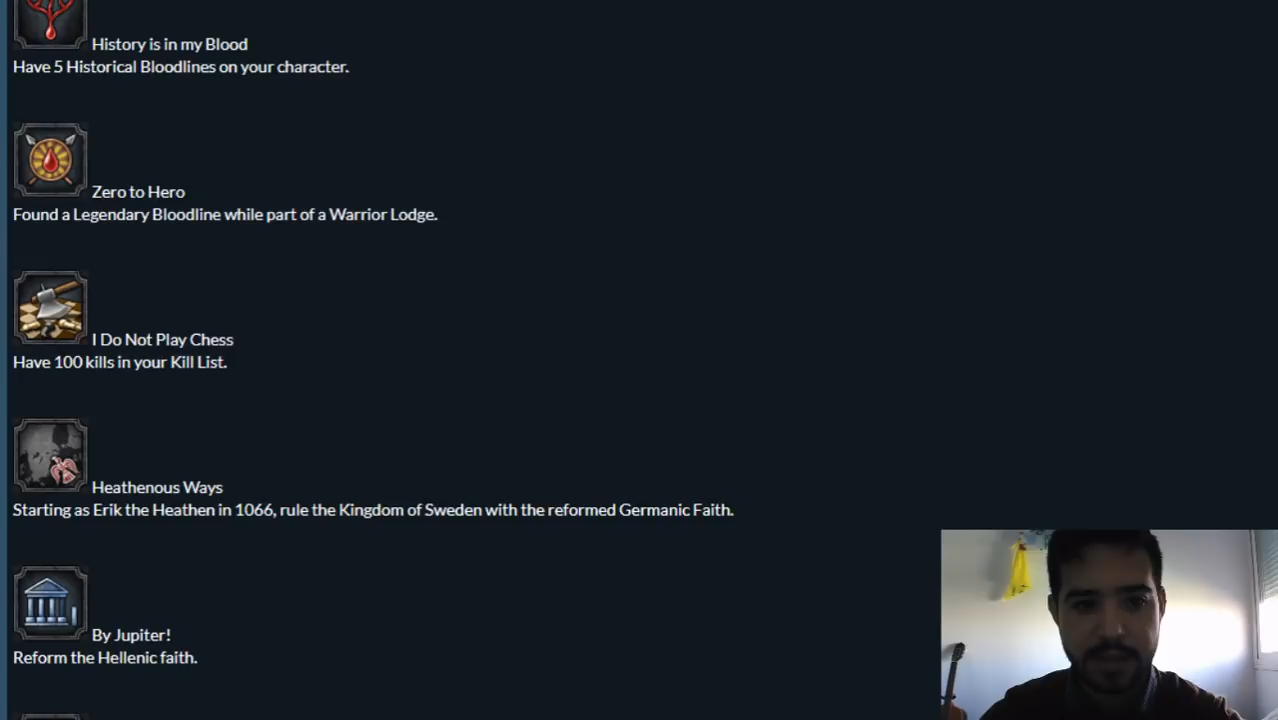 History is in my Blood
Have 5 Historical Bloodlines on your character.
Zero to Hero
Found a Legendary Bloodline while part of a Warrior Lodge.
I Do Not Play Chess
Have 100 kills in your Kill List.
Heathenous Ways
Starting as Erik the Heathen in 1066, rule the Kingdom of Sweden with the reformed Germanic Faith.
By Jupiter!
Reform the Hellenic faith.